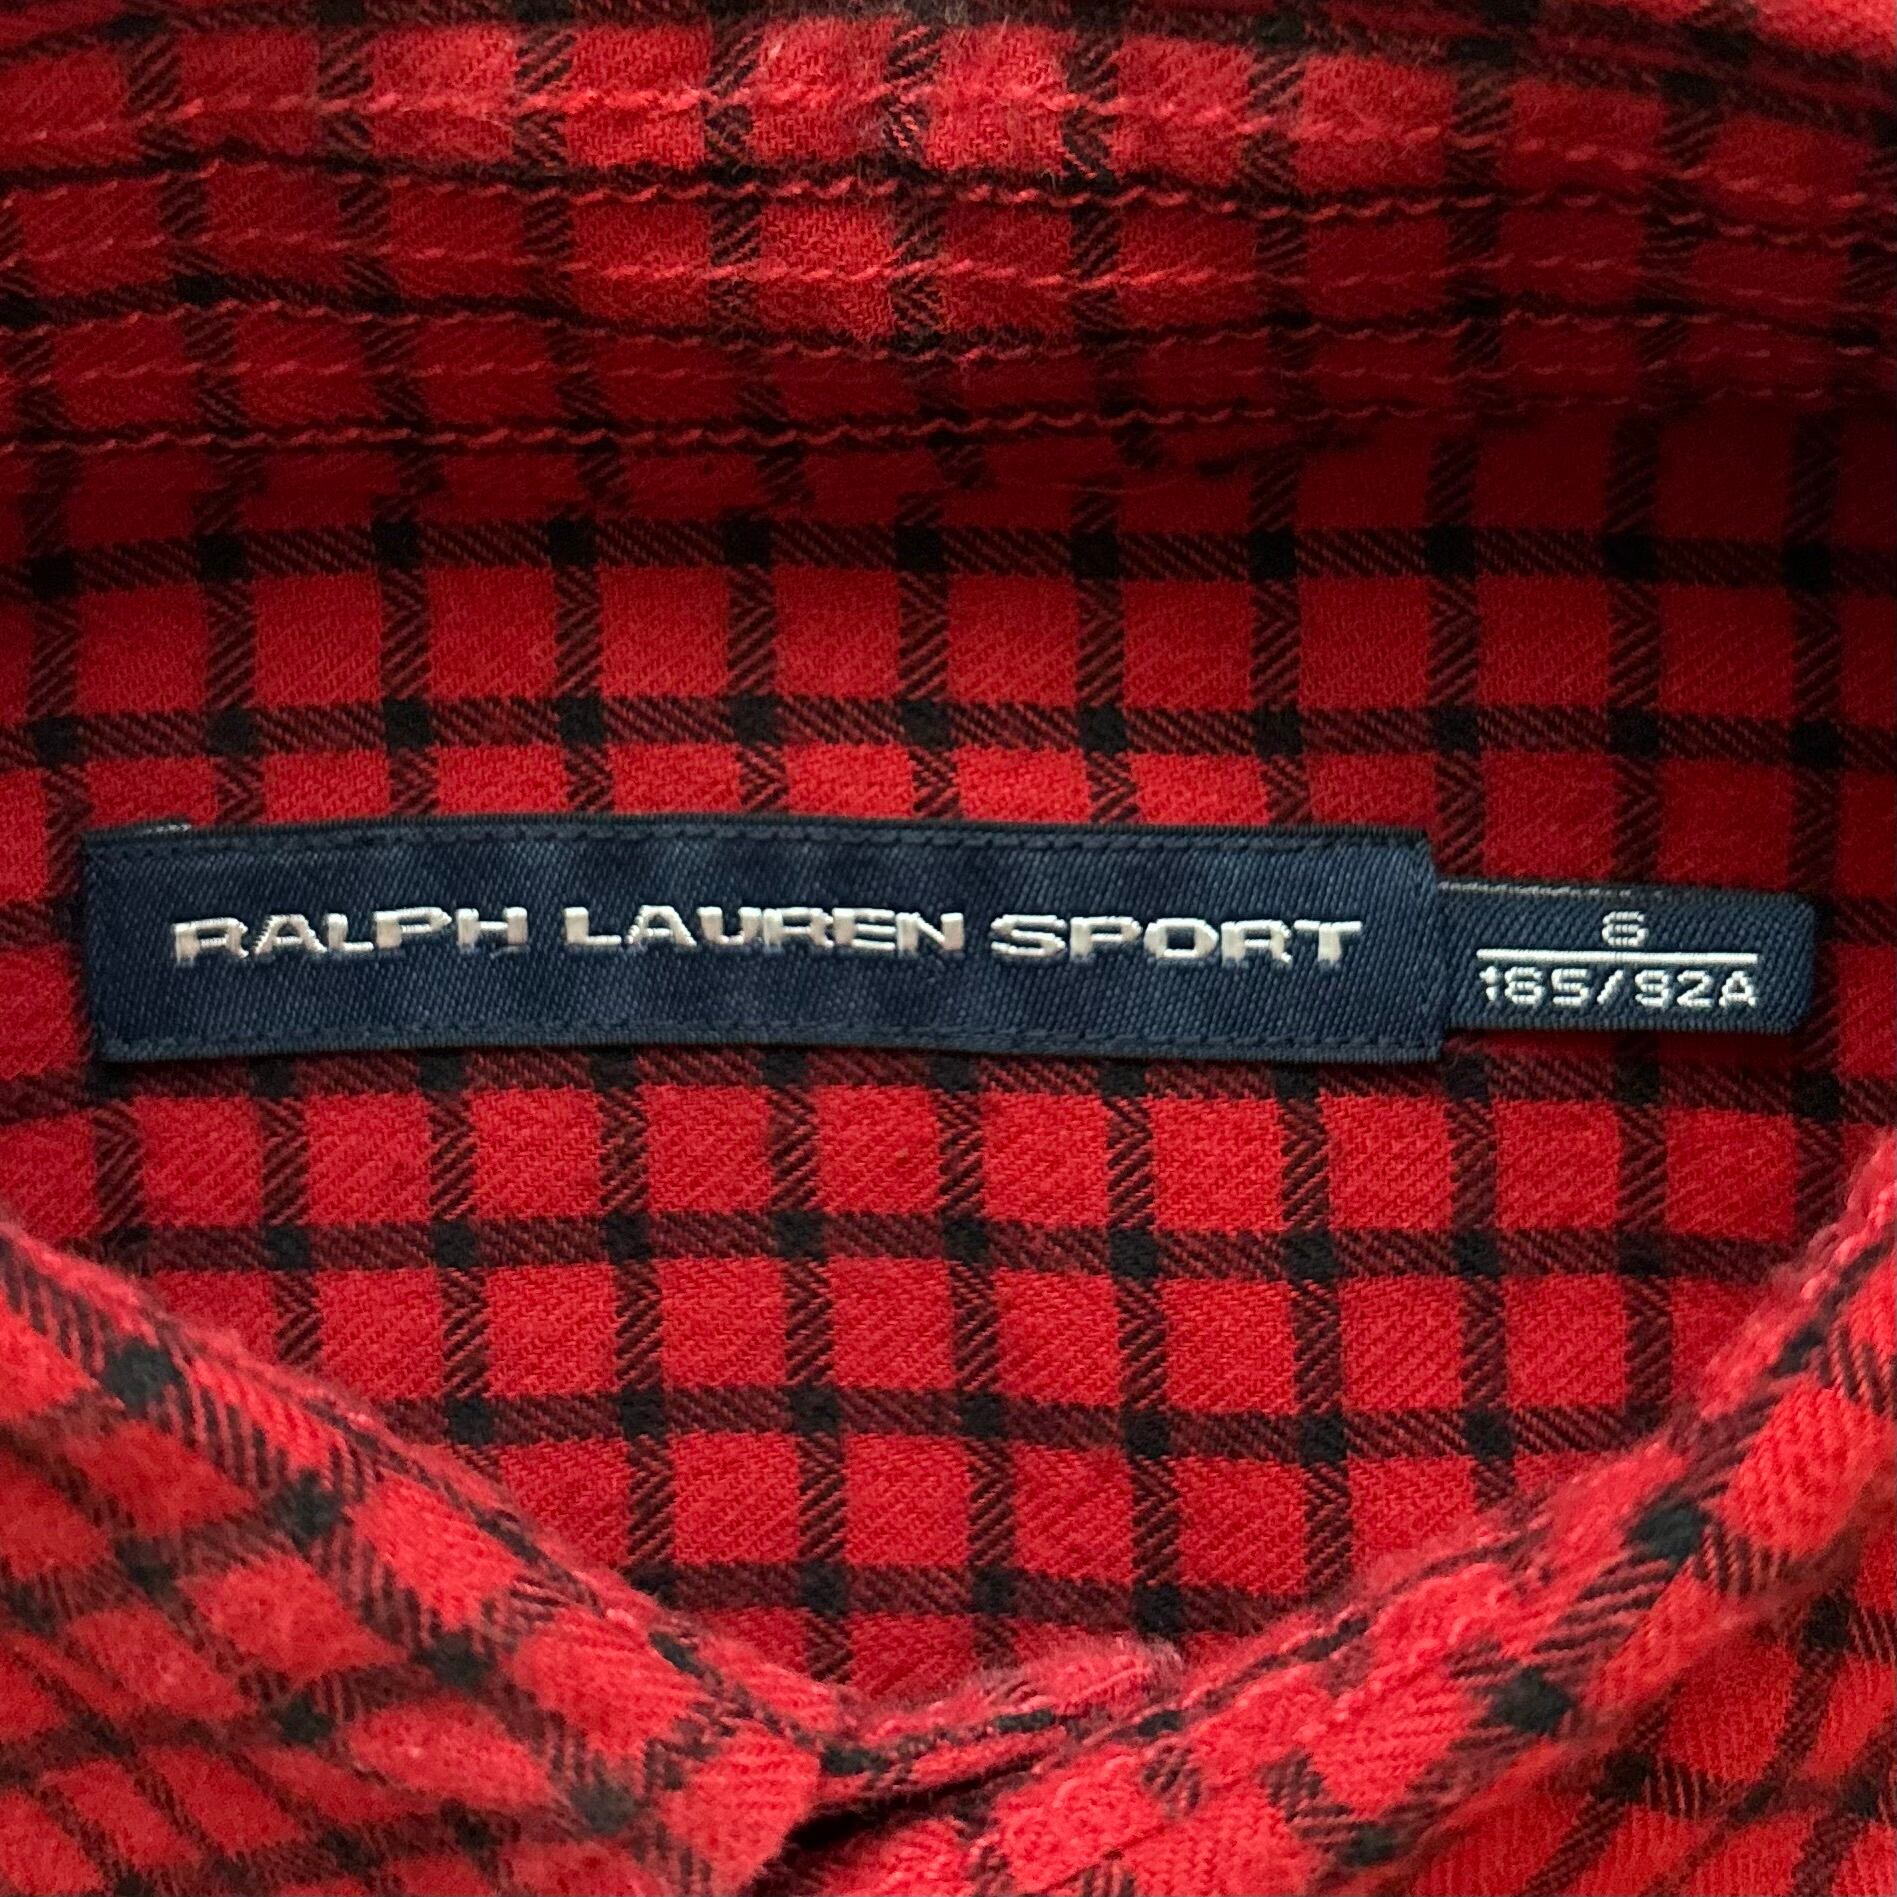 RALPH LAUREN SPORT
6
165/92A